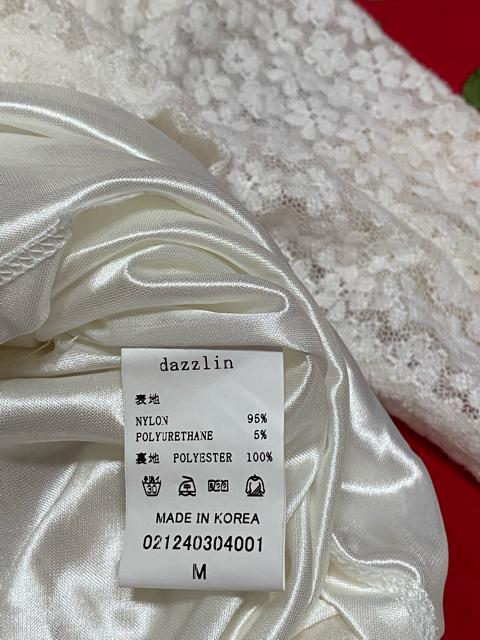 dazzlin
表地
NYLON 95%
POLYURETHANE 5%
裏地 POLYESTER 100%
30
MADE IN KOREA
021240304001
M